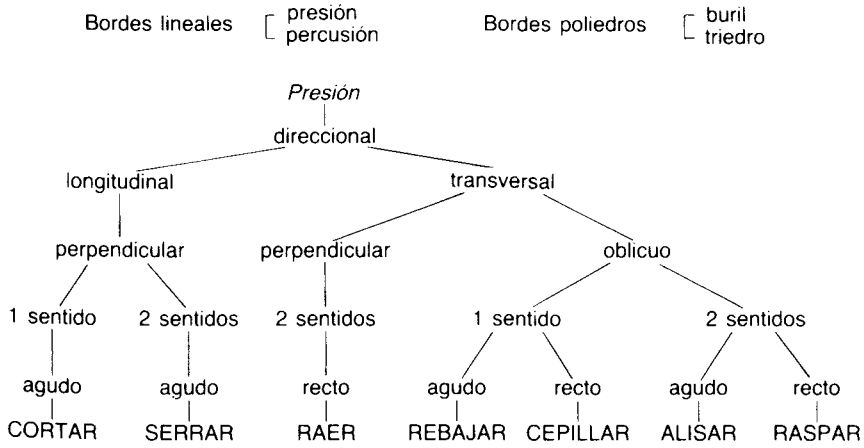 Bordes lineales presión percusión Bordes poliedros buril triedro
Presión
direccional
longitudinal transversal
perpendicular perpendicular oblicuo
1 sentido 2 sentidos 2 sentidos 1 sentido 2 sentidos
agudo agudo recto agudo recto agudo recto
CORTAR SERRAR RAER REBAJAR CEPILLAR ALISAR RASPAR